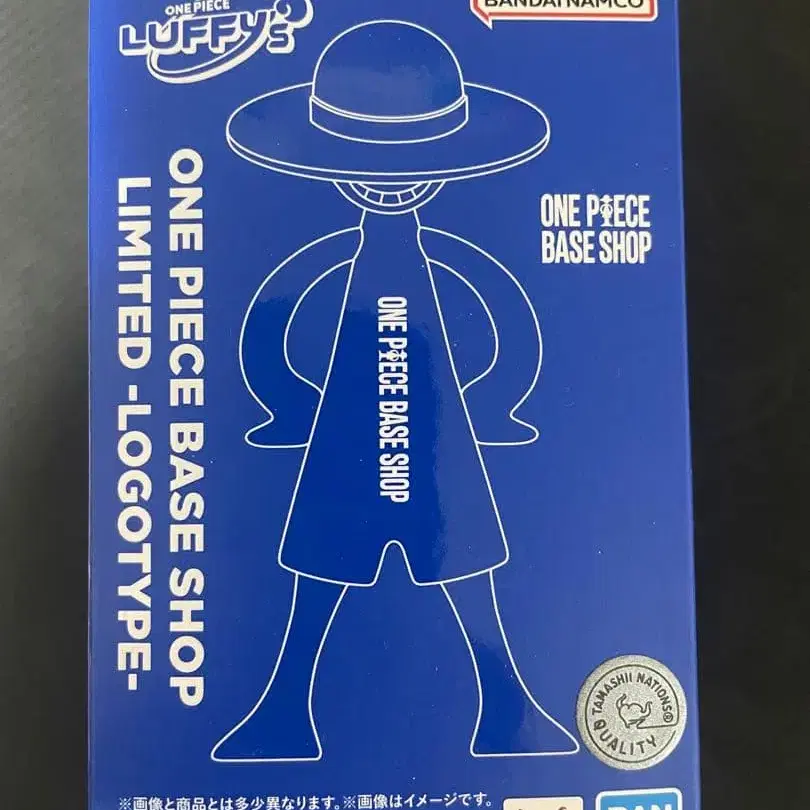 ONE PIECE
LUFFY's
BANDAI NAMCO
ONE PIECE BASE SHOP
LIMITED -LOGOTYPE-
ONE PIECE
BASE SHOP
ONE PIECE BASE SHOP
TAMASHII NATIONS®
QUALITY
※画像と商品とは多少異なります。※画像はイメージです。